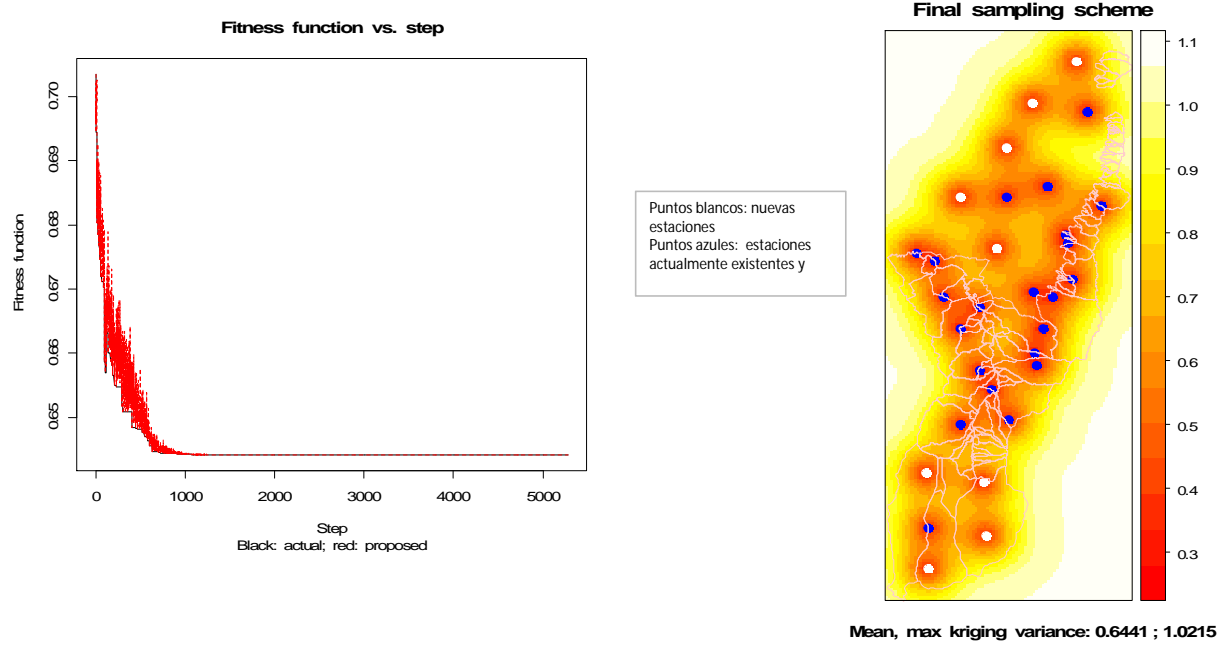 Fitness function vs. step
Fitness function
0.70
0.69
0.68
0.67
0.66
0.65
0
1000
2000
3000
4000
5000
Step
Black: actual; red: proposed
Puntos blancos: nuevas
estaciones
Puntos azules: estaciones
actualmente existentes y
Final sampling scheme
1.1
1.0
0.9
0.8
0.7
0.6
0.5
0.4
0.3
Mean, max kriging variance: 0.6441 ; 1.0215